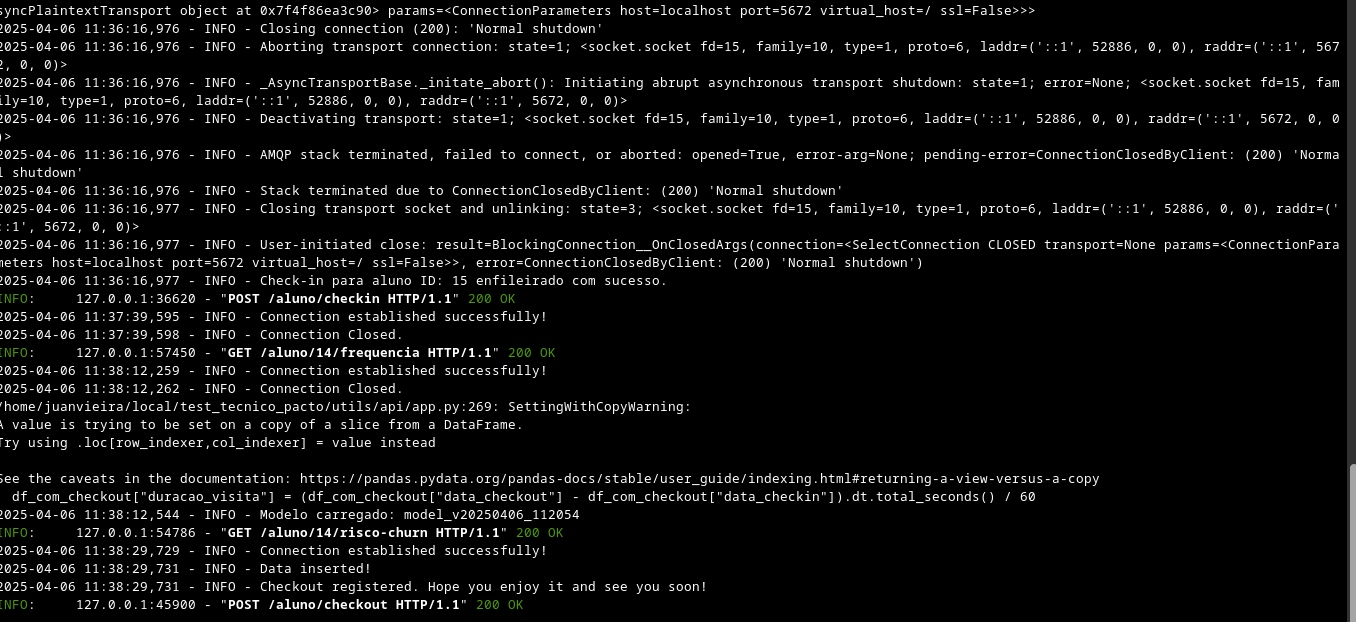 syncPlaintextTransport object at 0x7f4f86ea3c90> params=<ConnectionParameters host=localhost port=5672 virtual_host=/ ssl=False>>>
2025-04-06 11:36:16,976 - INFO - Closing connection (200): 'Normal shutdown'
2025-04-06 11:36:16,976 - INFO - Aborting transport connection: state=1; <socket.socket fd=15, family=10, type=1, proto=6, laddr=('::1', 52886, 0, 0), raddr=('::1', 567
2, 0, 0)>
2025-04-06 11:36:16,976 - INFO - _AsyncTransportBase._initate_abort(): Initiating abrupt asynchronous transport shutdown: state=1; error=None; <socket.socket fd=15, fam
ily=10, type=1, proto=6, laddr=('::1', 52886, 0, 0), raddr=('::1', 5672, 0, 0)>
2025-04-06 11:36:16,976 - INFO - Deactivating transport: state=1; <socket.socket fd=15, family=10, type=1, proto=6, laddr=('::1', 52886, 0, 0), raddr=('::1', 5672, 0, 0
)>
2025-04-06 11:36:16,976 - INFO - AMQP stack terminated, failed to connect, or aborted: opened=True, error-arg=None; pending-error=ConnectionClosedByClient: (200) 'Norma
l shutdown'
2025-04-06 11:36:16,976 - INFO - Stack terminated due to ConnectionClosedByClient: (200) 'Normal shutdown'
2025-04-06 11:36:16,977 - INFO - Closing transport socket and unlinking: state=3; <socket.socket fd=15, family=10, type=1, proto=6, laddr=('::1', 52886, 0, 0), raddr=('
::1', 5672, 0, 0)>
2025-04-06 11:36:16,977 - INFO - User-initiated close: result=BlockingConnection__OnClosedArgs(connection=<SelectConnection CLOSED transport=None params=<ConnectionPara
meters host=localhost port=5672 virtual_host=/ ssl=False>>, error=ConnectionClosedByClient: (200) 'Normal shutdown')
2025-04-06 11:36:16,977 - INFO - Check-in para aluno ID: 15 enfileirado com sucesso.
INFO:     127.0.0.1:36620 - "POST /aluno/checkin HTTP/1.1" 200 OK
2025-04-06 11:37:39,595 - INFO - Connection established successfully!
2025-04-06 11:37:39,598 - INFO - Connection Closed.
INFO:     127.0.0.1:57450 - "GET /aluno/14/frequencia HTTP/1.1" 200 OK
2025-04-06 11:38:12,259 - INFO - Connection established successfully!
2025-04-06 11:38:12,262 - INFO - Connection Closed.
/home/juanvieira/local/test_tecnico_pacto/utils/api/app.py:269: SettingWithCopyWarning:
A value is trying to be set on a copy of a slice from a DataFrame.
Try using .loc[row_indexer,col_indexer] = value instead

See the caveats in the documentation: https://pandas.pydata.org/pandas-docs/stable/user_guide/indexing.html#returning-a-view-versus-a-copy
  df_com_checkout["duracao_visita"] = (df_com_checkout["data_checkout"] - df_com_checkout["data_checkin"]).dt.total_seconds() / 60
2025-04-06 11:38:12,544 - INFO - Modelo carregado: model_v20250406_112054
INFO:     127.0.0.1:54786 - "GET /aluno/14/risco-churn HTTP/1.1" 200 OK
2025-04-06 11:38:29,729 - INFO - Connection established successfully!
2025-04-06 11:38:29,731 - INFO - Data inserted!
2025-04-06 11:38:29,731 - INFO - Checkout registered. Hope you enjoy it and see you soon!
INFO:     127.0.0.1:45900 - "POST /aluno/checkout HTTP/1.1" 200 OK